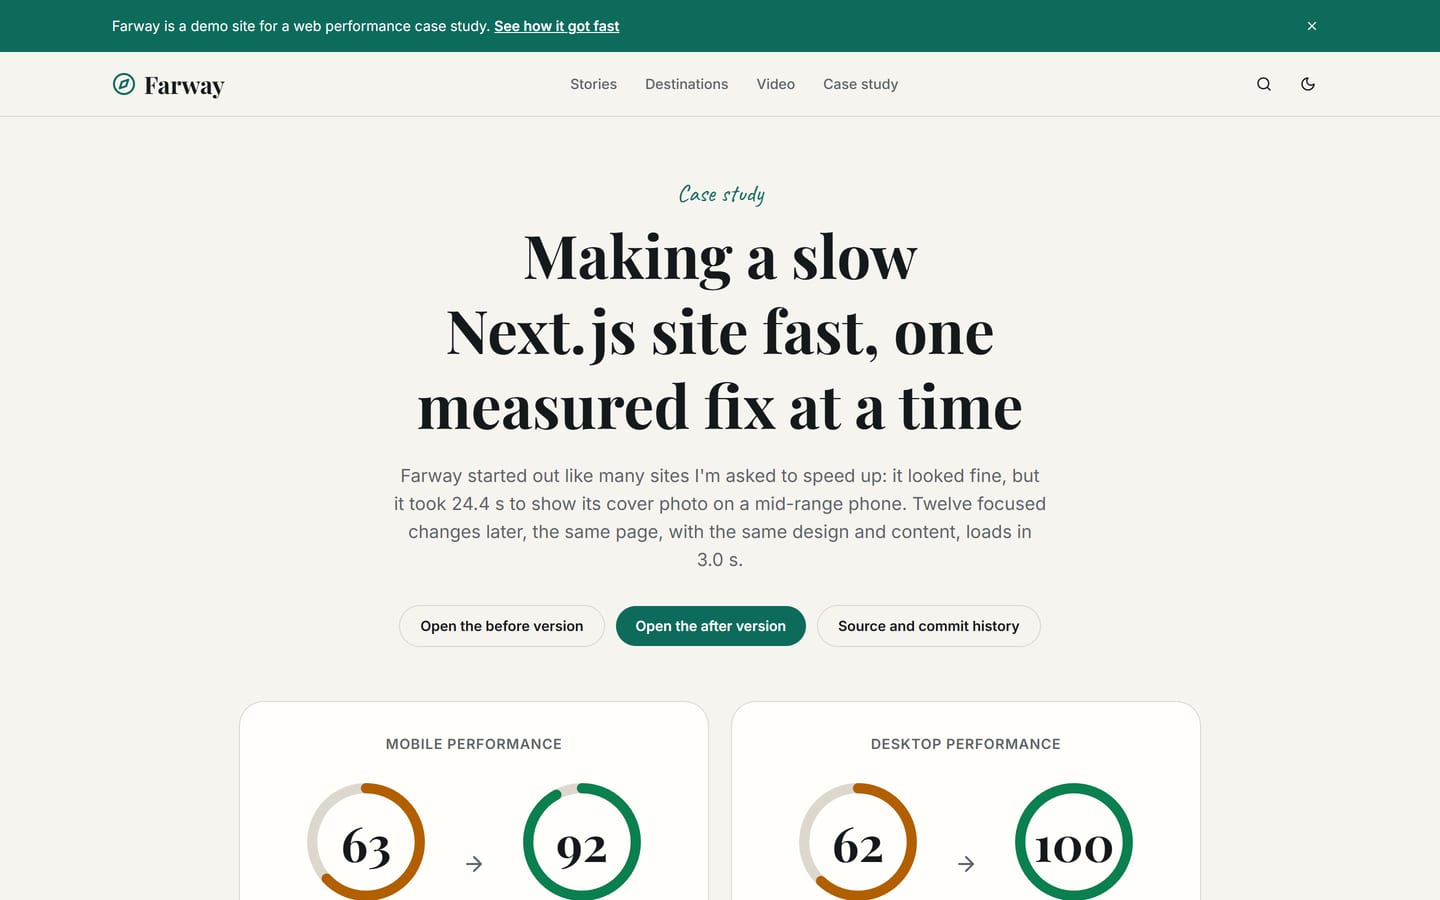 Farway is a demo site for a web performance case study. See how it got fast
Farway
Stories
Destinations
Video
Case study
Case study
Making a slow
Next.js site fast, one
measured fix at a time
Farway started out like many sites I'm asked to speed up: it looked fine, but
it took 24.4 s to show its cover photo on a mid-range phone. Twelve focused
changes later, the same page, with the same design and content, loads in
3.0 s.
Open the before version
Open the after version
Source and commit history
MOBILE PERFORMANCE
63
92
DESKTOP PERFORMANCE
62
100